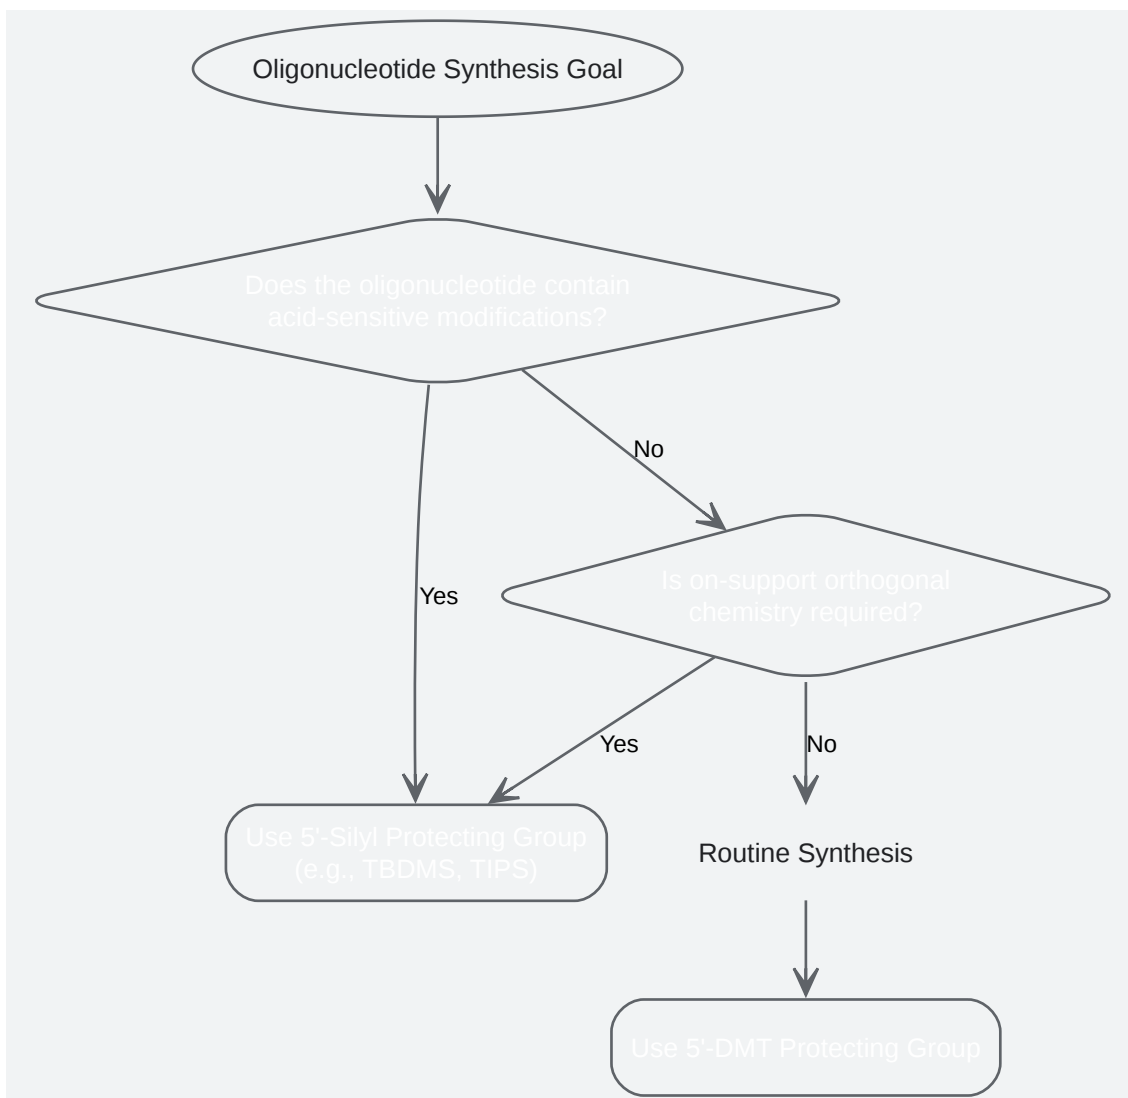 Oligonucleotide Synthesis Goal
Does the oligonucleotide contain
acid-sensitive modifications?
No
Yes
Is on-support orthogonal
chemistry required?
Yes
No
Use 5'-Silyl Protecting Group
(e.g., TBDMS, TIPS)
Routine Synthesis
Use 5'-DMT Protecting Group